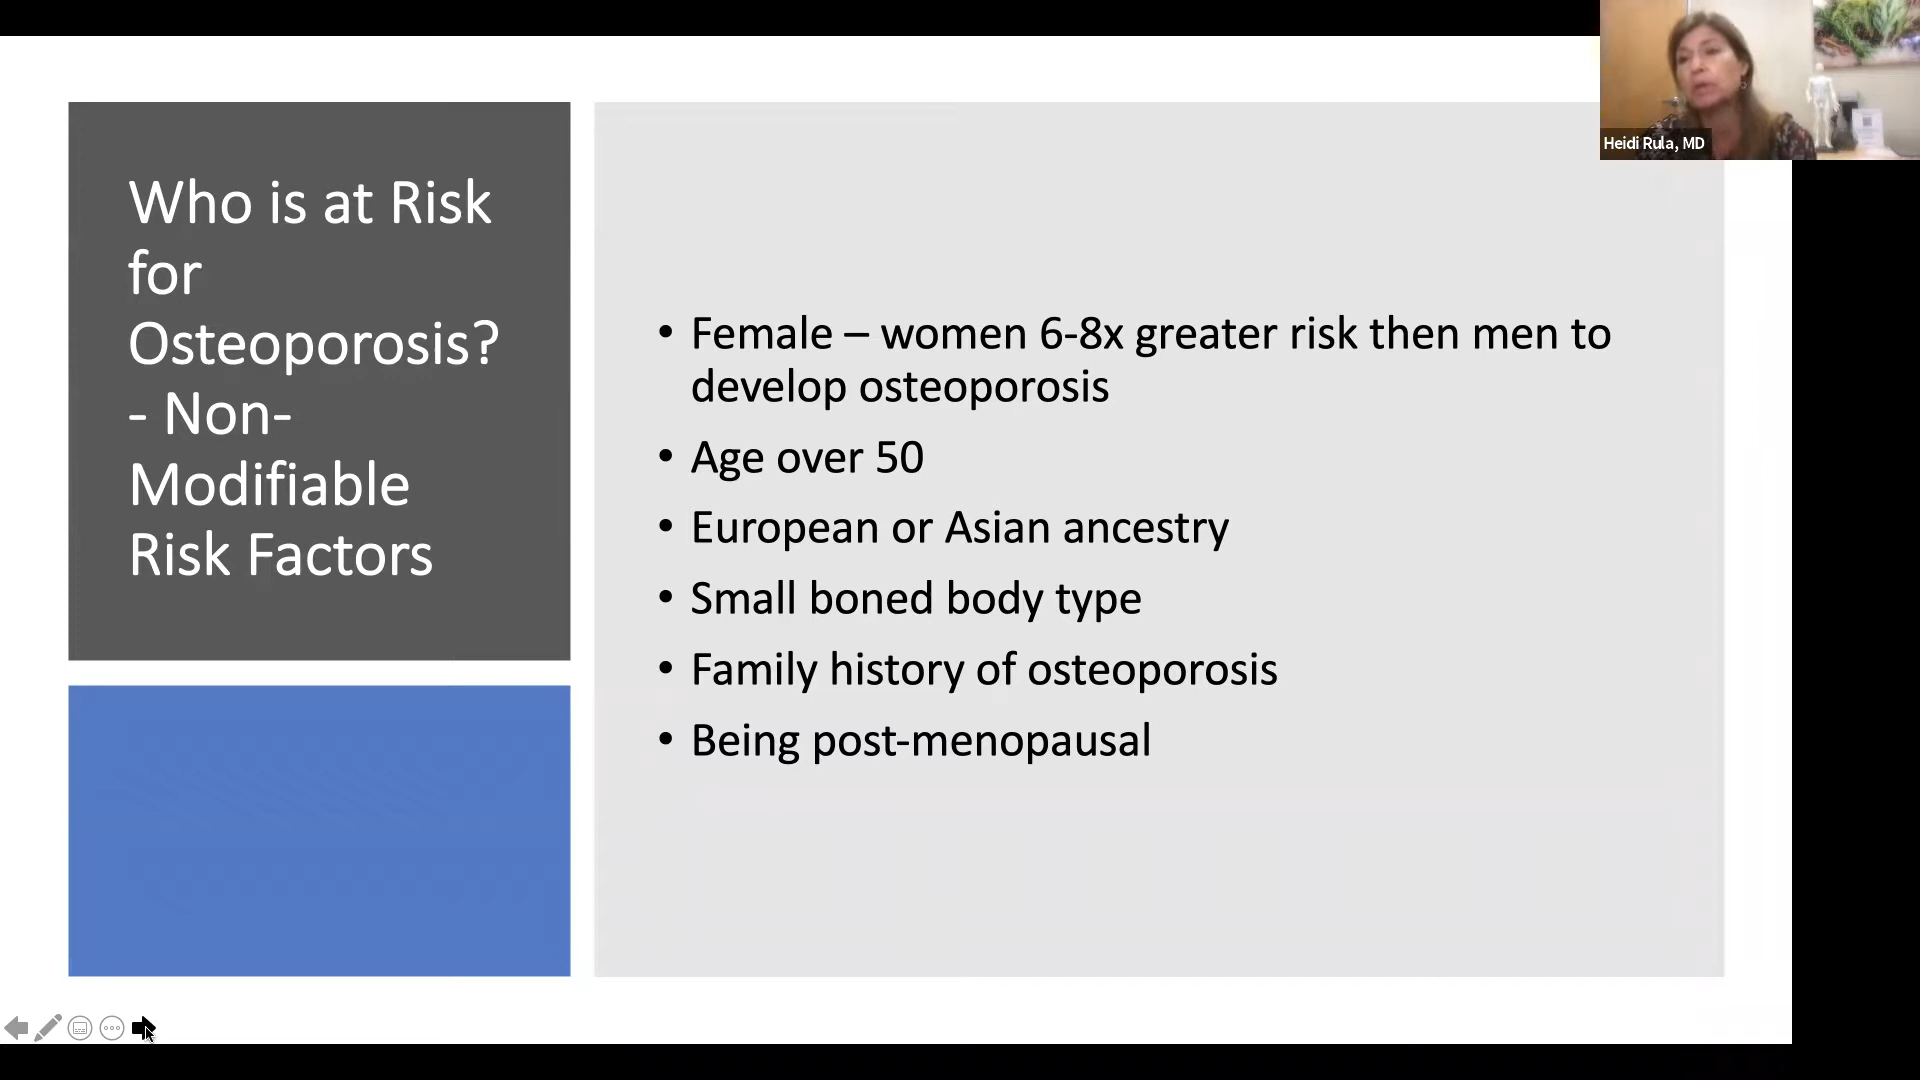 Who is at Risk
for
Osteoporosis?
- Non-
Modifiable
Risk Factors
• Female – women 6-8x greater risk then men to
develop osteoporosis
• Age over 50
• European or Asian ancestry
• Small boned body type
• Family history of osteoporosis
• Being post-menopausal
Heidi Rula, MD